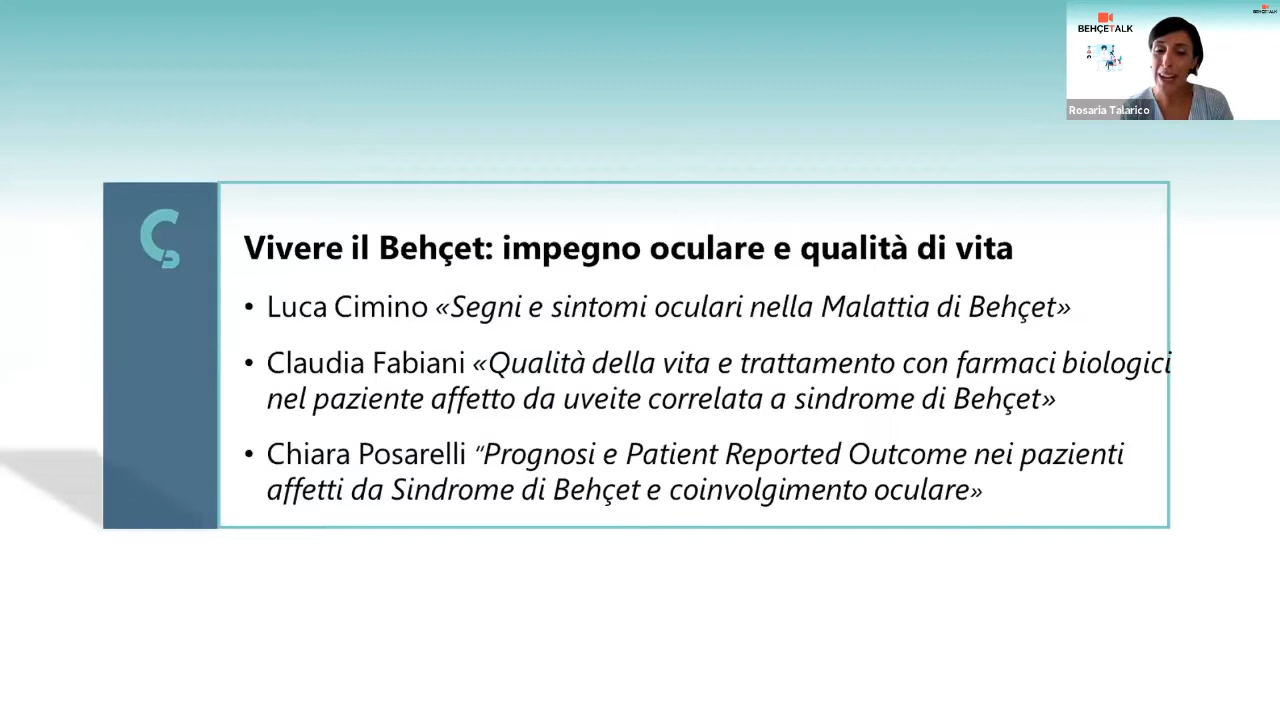 BEHÇETALK
BEHÇETALK
Rosaria Talarico
Ç
Vivere il Behçet: impegno oculare e qualità di vita
• Luca Cimino «Segni e sintomi oculari nella Malattia di Behçet»
• Claudia Fabiani «Qualità della vita e trattamento con farmaci biologici
nel paziente affetto da uveite correlata a sindrome di Behçet»
• Chiara Posarelli “Prognosi e Patient Reported Outcome nei pazienti
affetti da Sindrome di Behçet e coinvolgimento oculare»